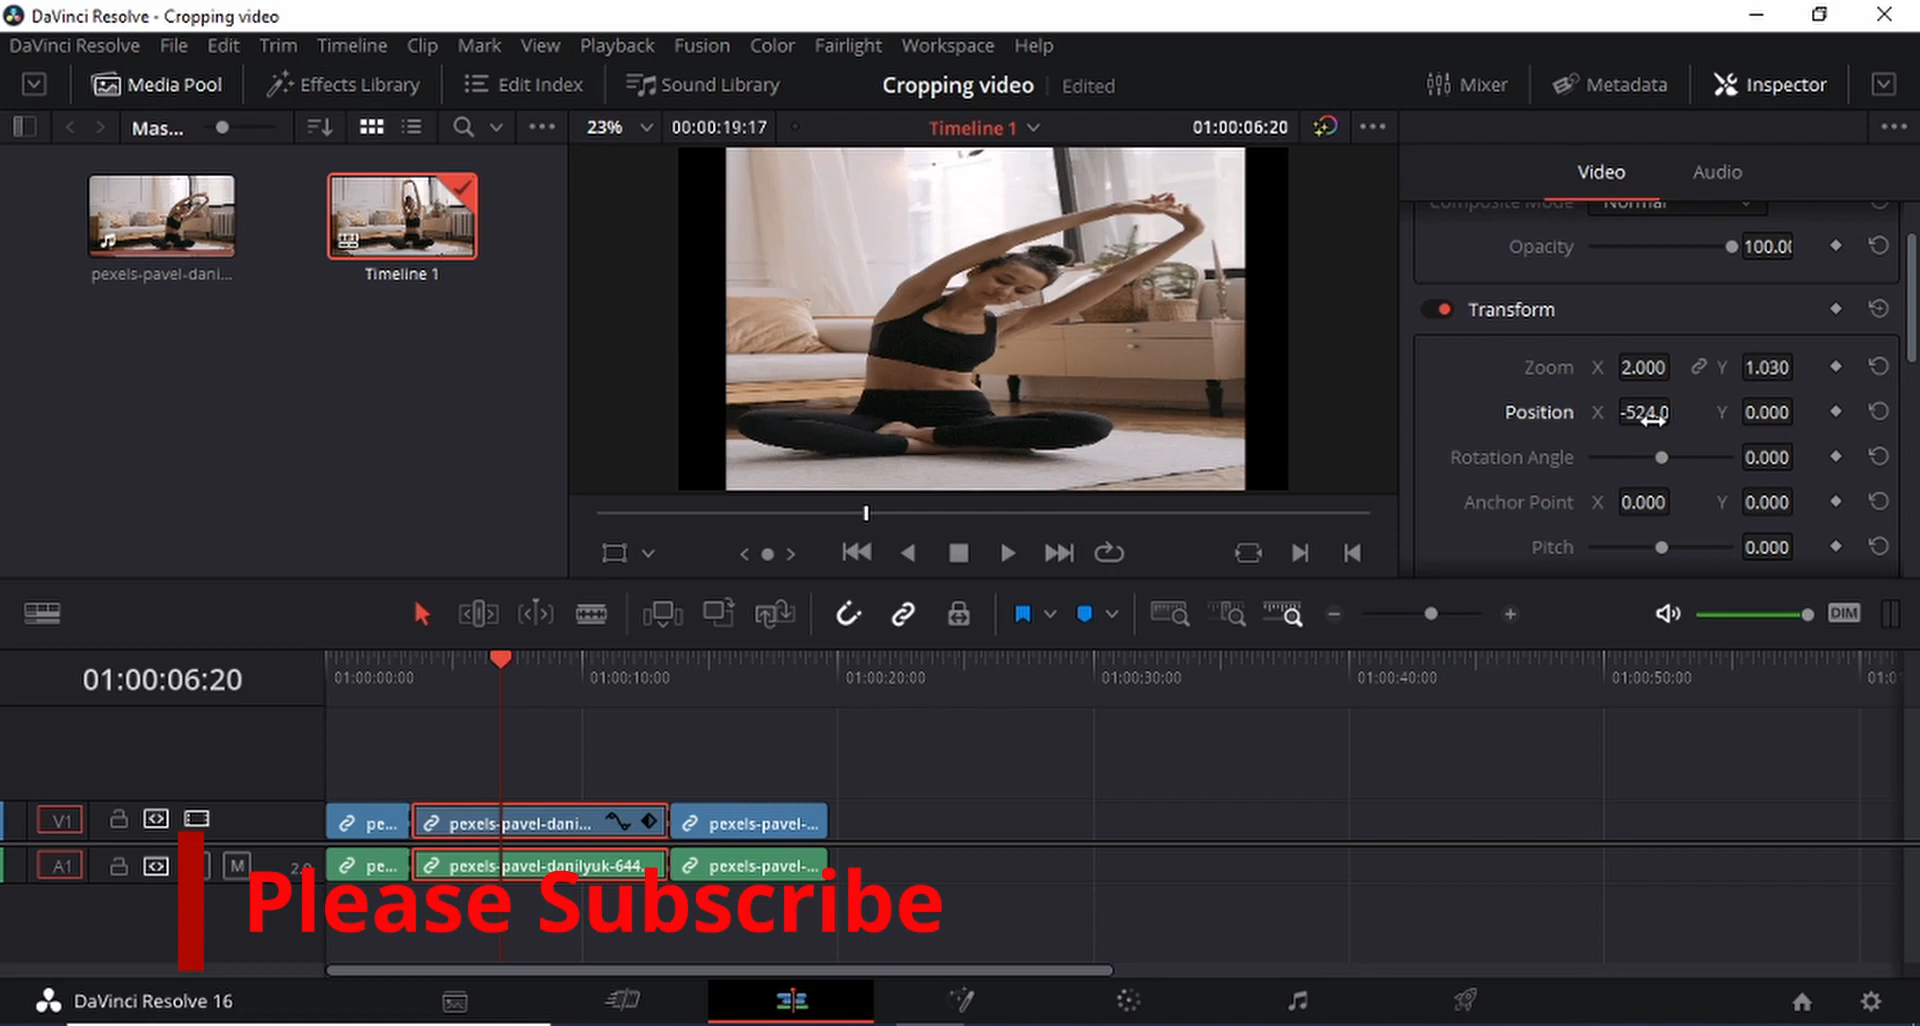 DaVinci Resolve - Cropping video
DaVinci Resolve File Edit Trim Timeline Clip Mark View Playback Fusion Color Fairlight Workspace Help
Media Pool Effects Library Edit Index Sound Library Cropping video Edited Mixer Metadata Inspector
Mas... 23% 00:00:19:17 Timeline 1 01:00:06:20
Video Audio
Composite Mode Normal
Opacity 100.00
Transform
Zoom X 2.000 Y 1.030
Position X -524.0 Y 0.000
Rotation Angle 0.000
Anchor Point X 0.000 Y 0.000
Pitch 0.000
pexels-pavel-dani... Timeline 1
DIM
01:00:06:20 01:00:00:00 01:00:10:00 01:00:20:00 01:00:30:00 01:00:40:00 01:00:50:00 01:0
V1 pe... pexels-pavel-dani... pexels-pavel-...
A1 M 2.0 pe... pexels-pavel-danilyuk-644... pexels-pavel-...
Please Subscribe
DaVinci Resolve 16